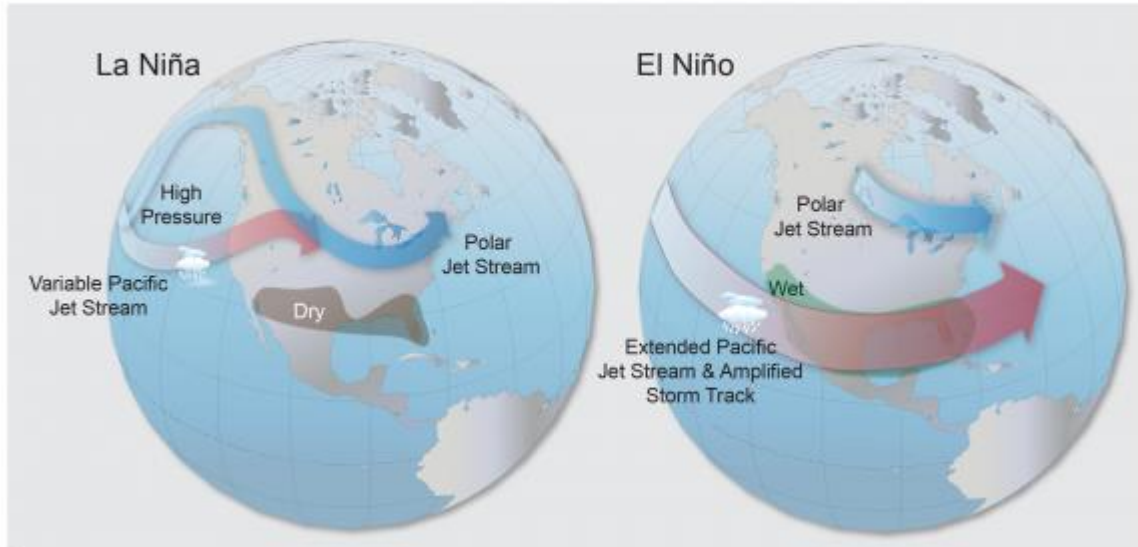 La Niña
High
Pressure
Variable Pacific
Jet Stream
Polar
Jet Stream
Dry
El Niño
Polar
Jet Stream
Wet
Extended Pacific
Jet Stream & Amplified
Storm Track